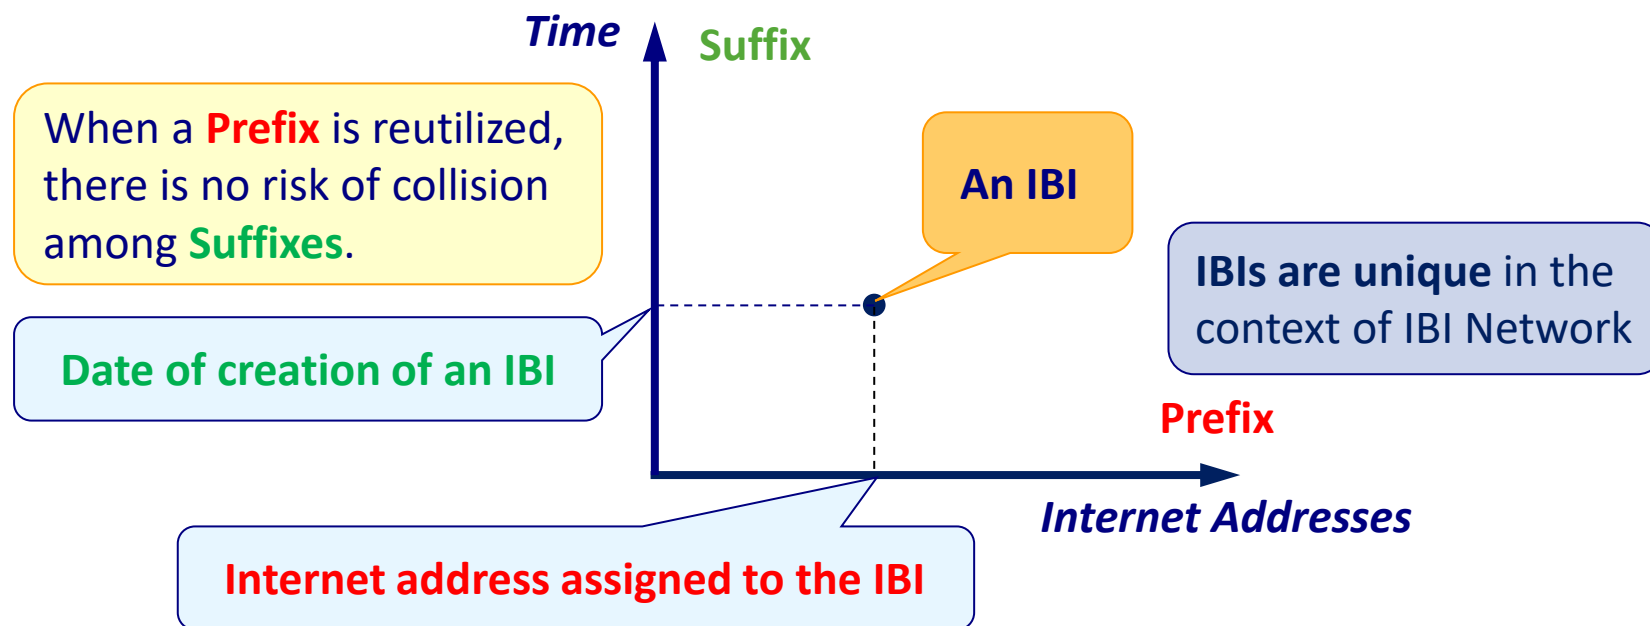 Time
Suffix
When a Prefix is reutilized,
there is no risk of collision
among Suffixes.
An IBI
IBIs are unique in the
context of IBI Network
Date of creation of an IBI
Prefix
Internet Addresses
Internet address assigned to the IBI